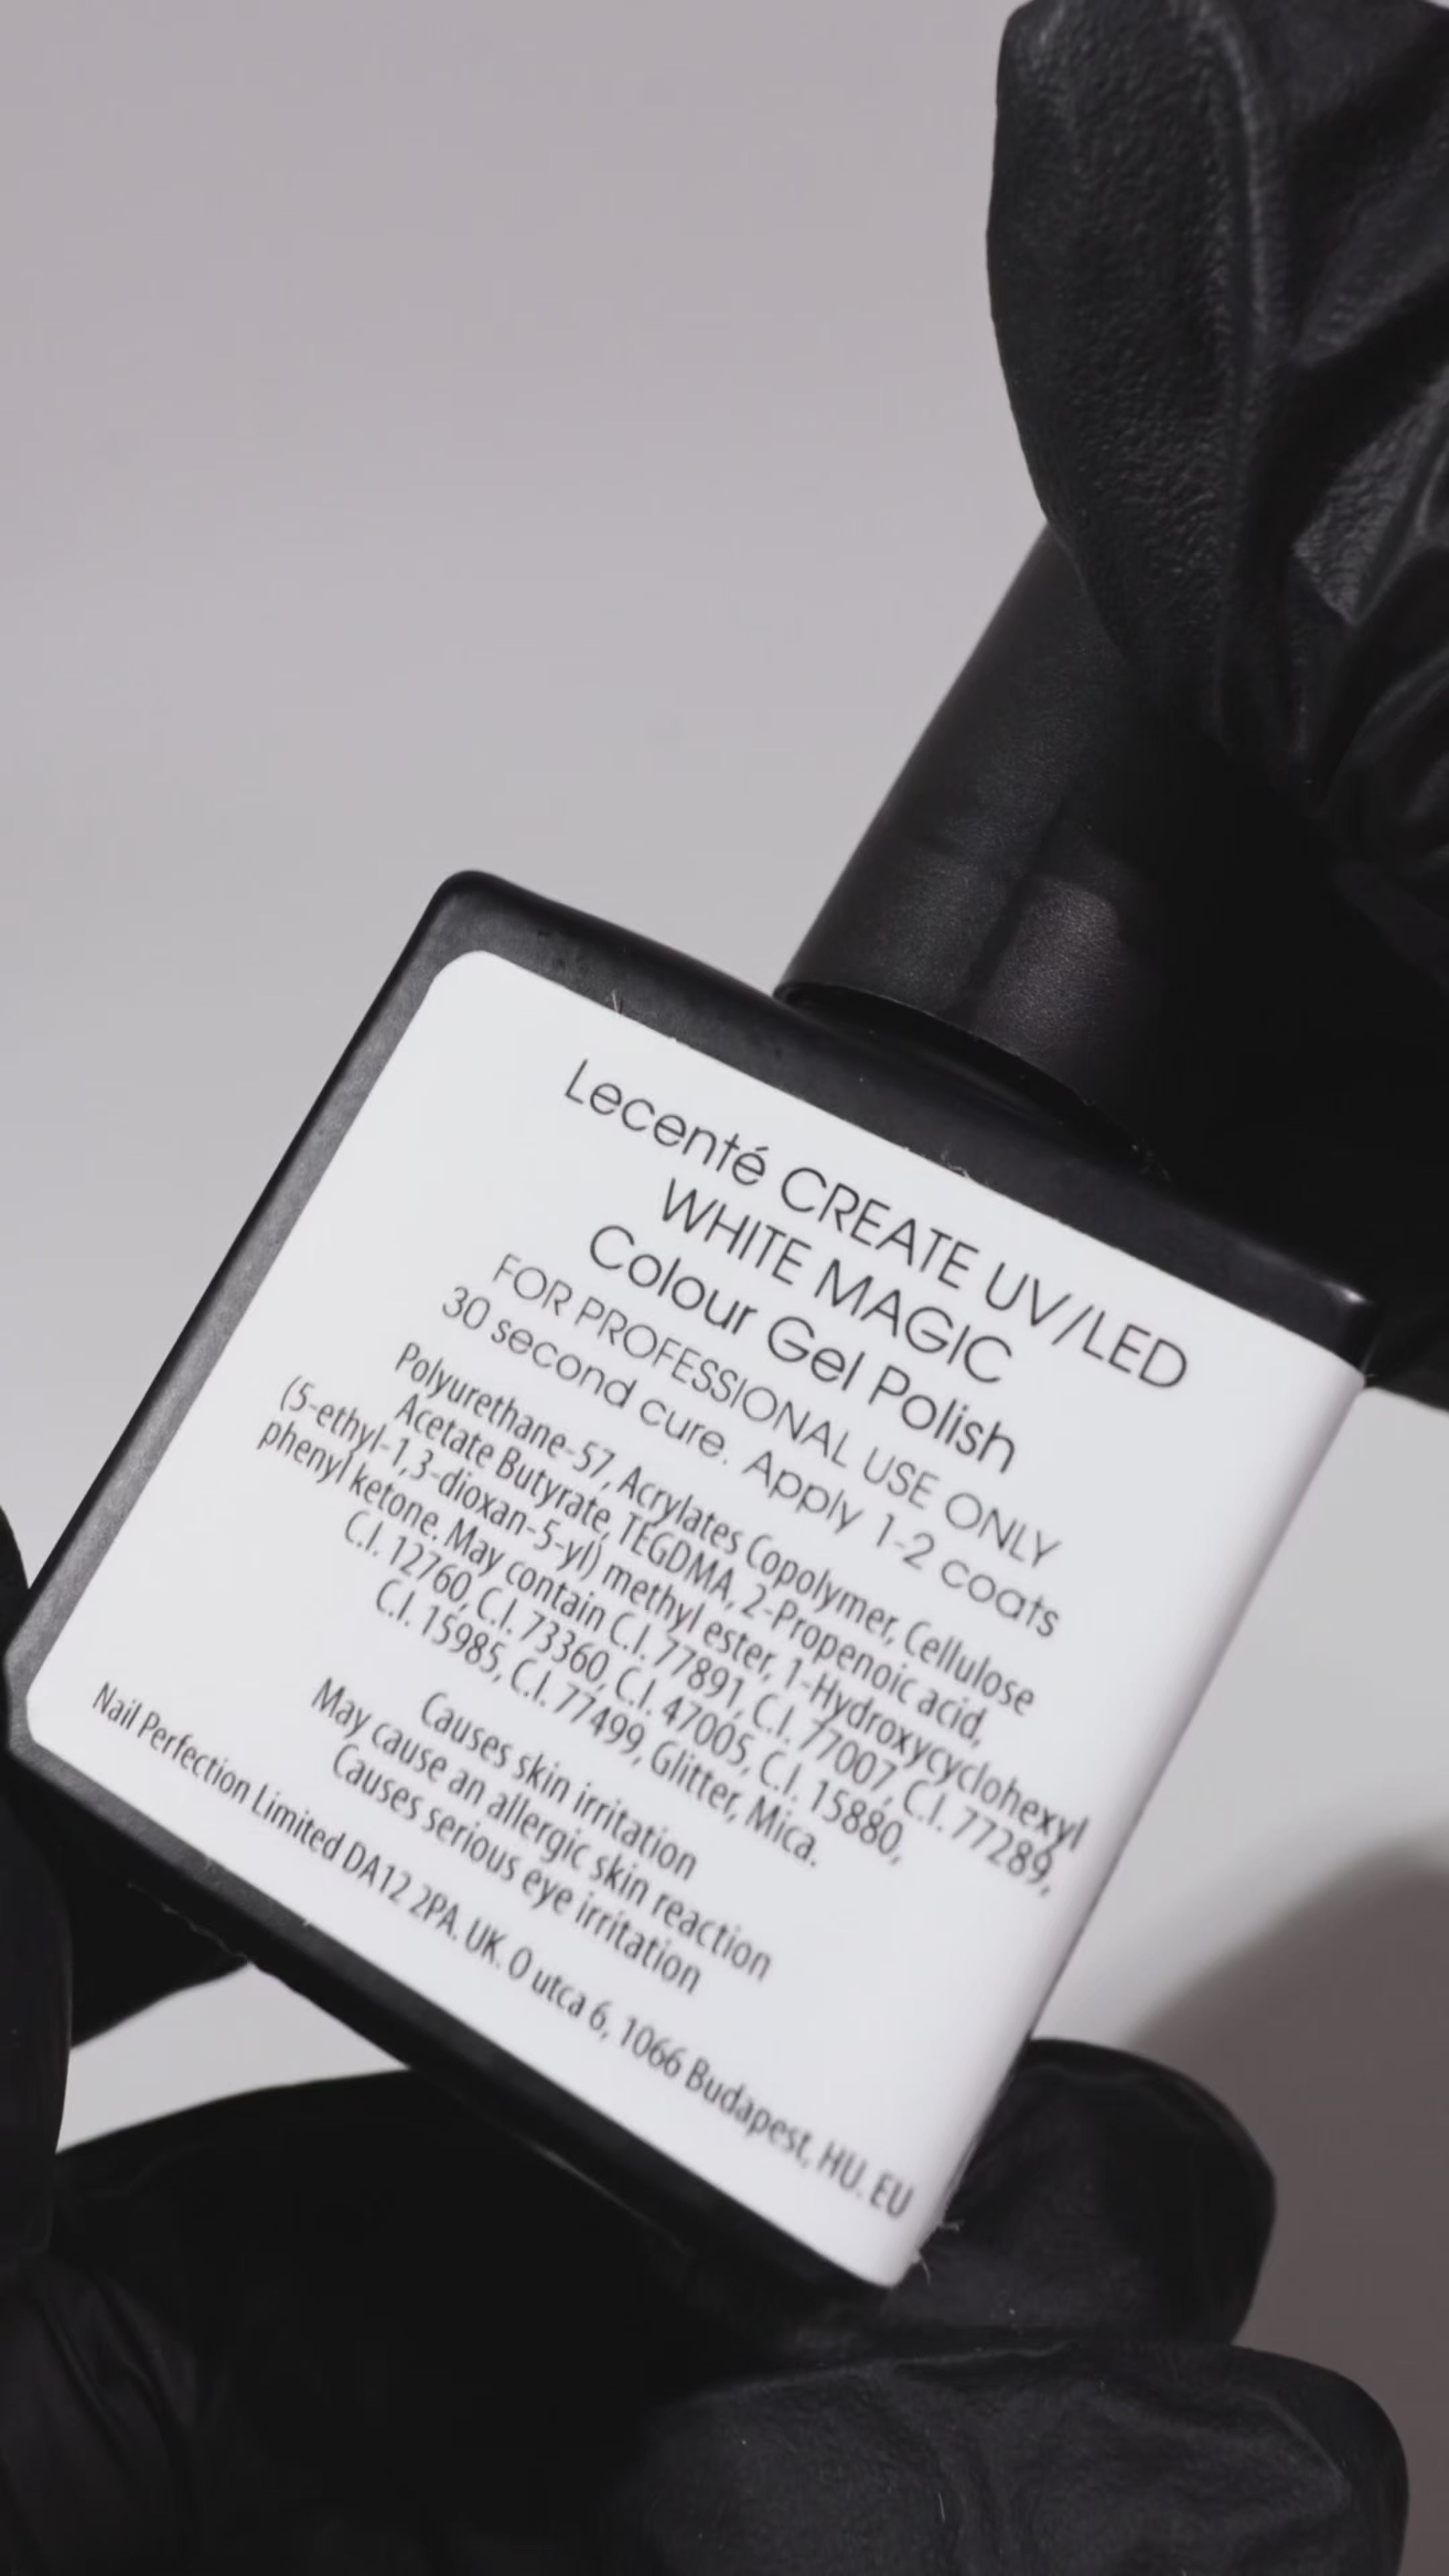 Lecenté CREATE UV/LED
WHITE MAGIC
Colour Gel Polish
FOR PROFESSIONAL USE ONLY
30 second cure. Apply 1-2 coats
Polyurethane-57, Acrylates Copolymer, Cellulose
Acetate Butyrate, TEGDMA, 2-Propenoic acid,
(5-ethyl-1,3-dioxan-5-yl) methyl ester, 1-Hydroxycyclohexyl
phenyl ketone. May contain C.I. 77891, C.I. 77007, C.I. 77289,
C.I. 12760, C.I. 73360, C.I. 47005, C.I. 15880,
C.I. 15985, C.I. 77499, Glitter, Mica.
Causes skin irritation
May cause an allergic skin reaction
Causes serious eye irritation
Nail Perfection Limited DA12 2PA. UK. O utca 6, 1066 Budapest, HU. EU